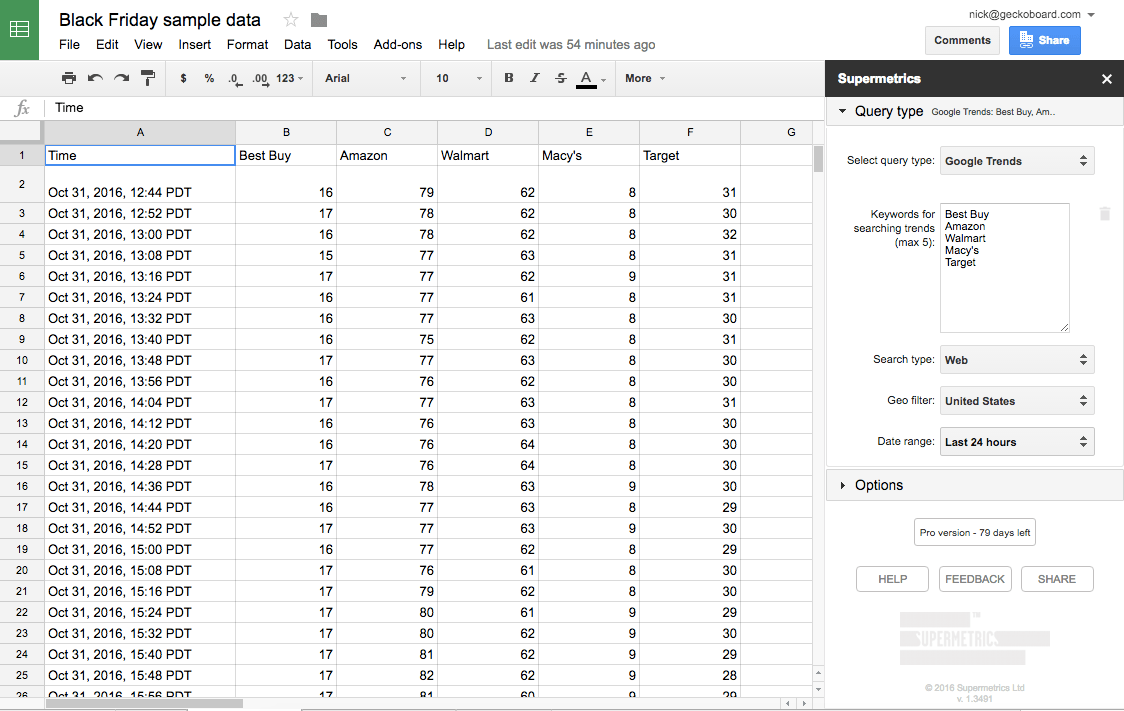 Black Friday sample data
nick@geckoboard.com
File Edit View Insert Format Data Tools Add-ons Help Last edit was 54 minutes ago
Comments Share
$ % .0 .00 123 Arial 10 B I S A More
fx Time
A B C D E F G
1 Time Best Buy Amazon Walmart Macy's Target
2 Oct 31, 2016, 12:44 PDT 16 79 62 8 31
3 Oct 31, 2016, 12:52 PDT 17 78 62 8 30
4 Oct 31, 2016, 13:00 PDT 16 78 62 8 32
5 Oct 31, 2016, 13:08 PDT 15 77 63 8 31
6 Oct 31, 2016, 13:16 PDT 17 77 62 9 31
7 Oct 31, 2016, 13:24 PDT 16 77 61 8 31
8 Oct 31, 2016, 13:32 PDT 16 77 63 8 30
9 Oct 31, 2016, 13:40 PDT 16 75 62 8 31
10 Oct 31, 2016, 13:48 PDT 17 77 63 8 30
11 Oct 31, 2016, 13:56 PDT 16 76 62 8 30
12 Oct 31, 2016, 14:04 PDT 17 77 63 8 31
13 Oct 31, 2016, 14:12 PDT 16 76 63 8 30
14 Oct 31, 2016, 14:20 PDT 16 76 64 8 30
15 Oct 31, 2016, 14:28 PDT 17 76 64 8 30
16 Oct 31, 2016, 14:36 PDT 16 78 63 9 30
17 Oct 31, 2016, 14:44 PDT 17 77 63 8 29
18 Oct 31, 2016, 14:52 PDT 17 77 63 9 30
19 Oct 31, 2016, 15:00 PDT 16 77 62 8 29
20 Oct 31, 2016, 15:08 PDT 17 76 61 8 30
21 Oct 31, 2016, 15:16 PDT 17 79 62 8 30
22 Oct 31, 2016, 15:24 PDT 17 80 61 9 29
23 Oct 31, 2016, 15:32 PDT 17 80 62 9 30
24 Oct 31, 2016, 15:40 PDT 17 81 62 9 29
25 Oct 31, 2016, 15:48 PDT 17 82 62 9 28
26 Oct 31, 2016, 15:56 PDT 17 81 60 9 29
Supermetrics
Query type Google Trends: Best Buy, Am..
Select query type: Google Trends
Keywords for
searching trends
(max 5):
Best Buy
Amazon
Walmart
Macy's
Target
Search type: Web
Geo filter: United States
Date range: Last 24 hours
Options
Pro version - 79 days left
HELP FEEDBACK SHARE
SUPERMETRICS TM
© 2016 Supermetrics Ltd
v. 1.3491